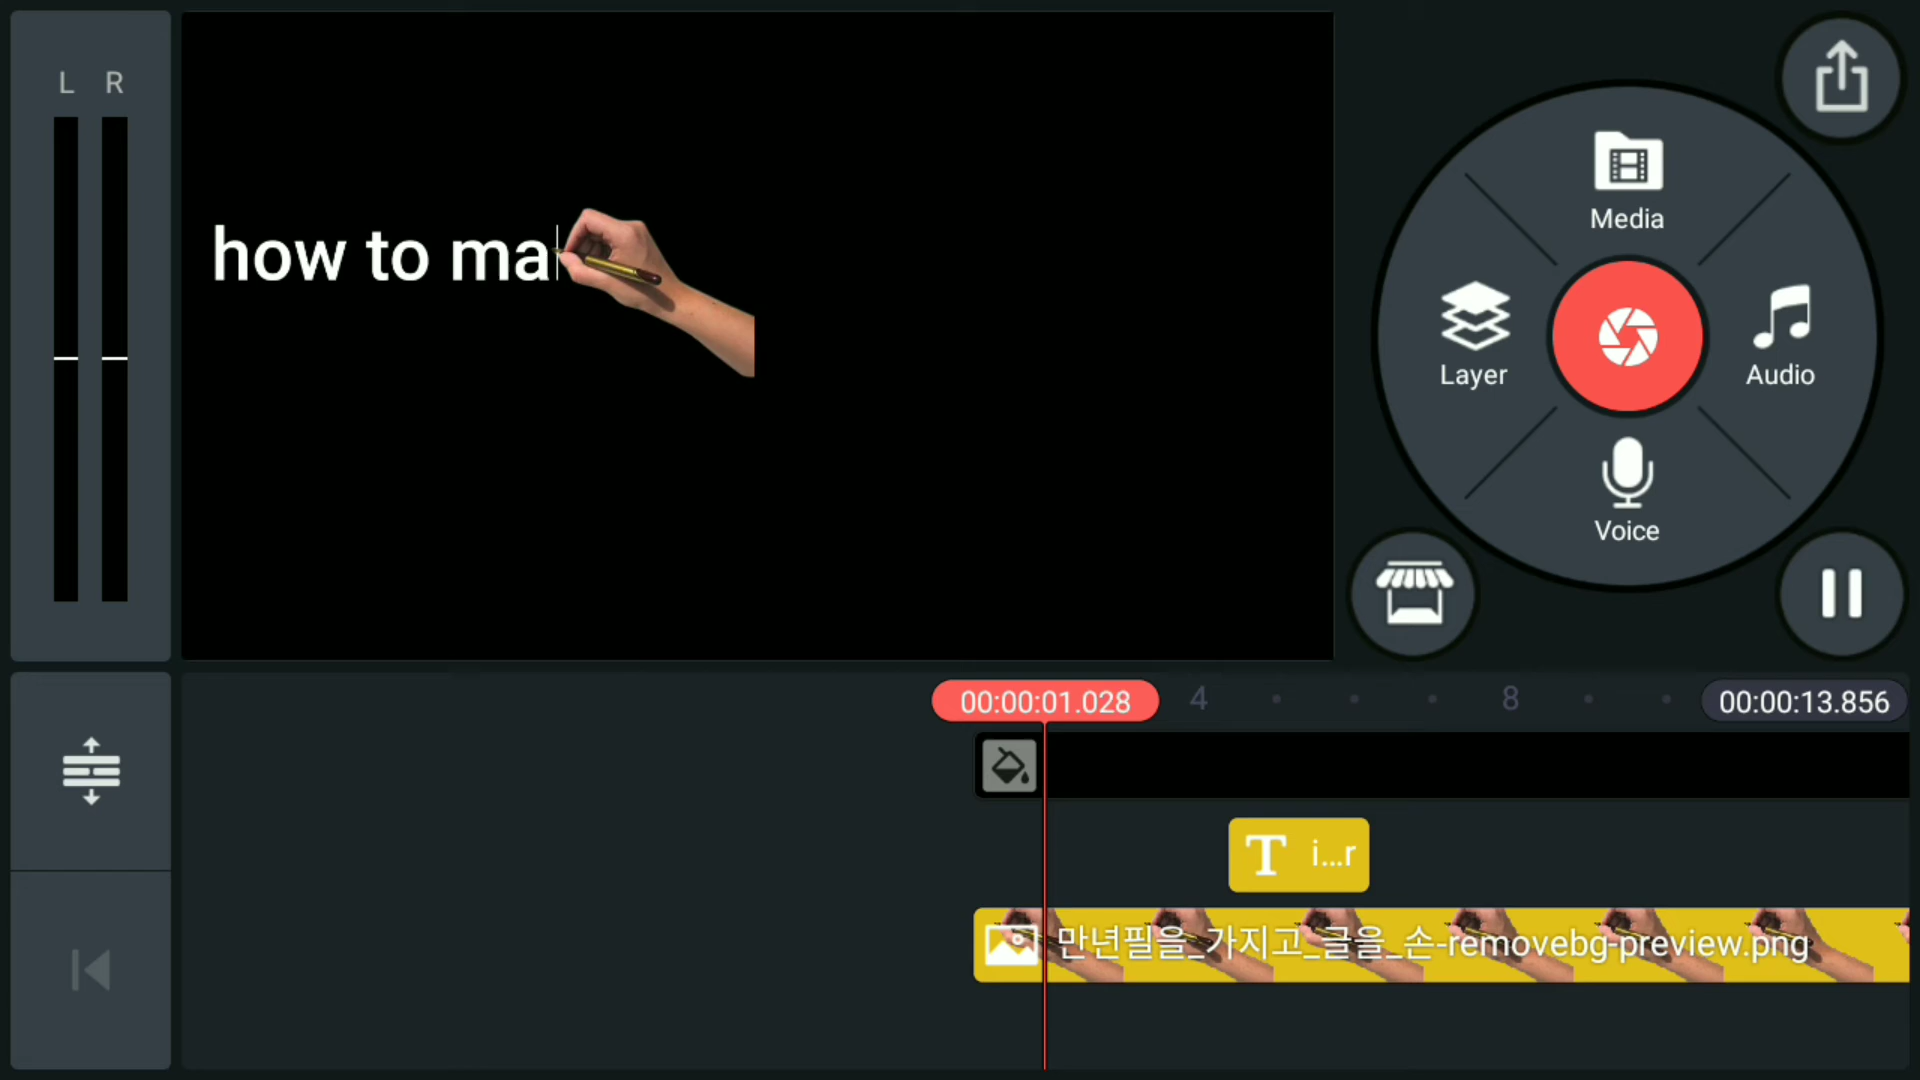 L R
how to ma
Media
Layer
Audio
Voice
00:00:01.028
4
8
00:00:13.856
T i...r
만년필을_가지고_글을_손-removebg-preview.png